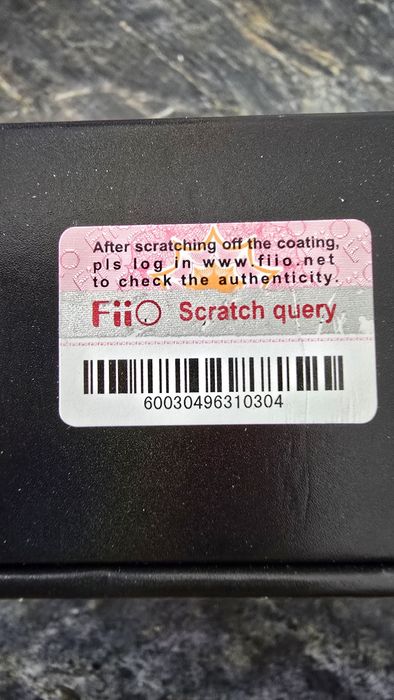 After scratching off the coating,
pls log in www.fiio.net
to check the authenticity.
FiiO Scratch query
60030496310304